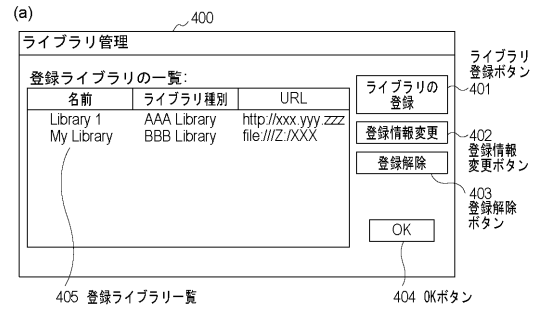 (a)
400
ライブラリ管理
登録ライブラリの一覧:
名前 ライブラリ種別 URL
Library 1 AAA Library http://xxx.yyy.zzz
My Library BBB Library file:///Z:/XXX
ライブラリの
登録
登録情報変更
登録解除
OK
ライブラリ
登録ボタン
401
402
登録情報
変更ボタン
403
登録解除
ボタン
405 登録ライブラリ一覧
404 OKボタン